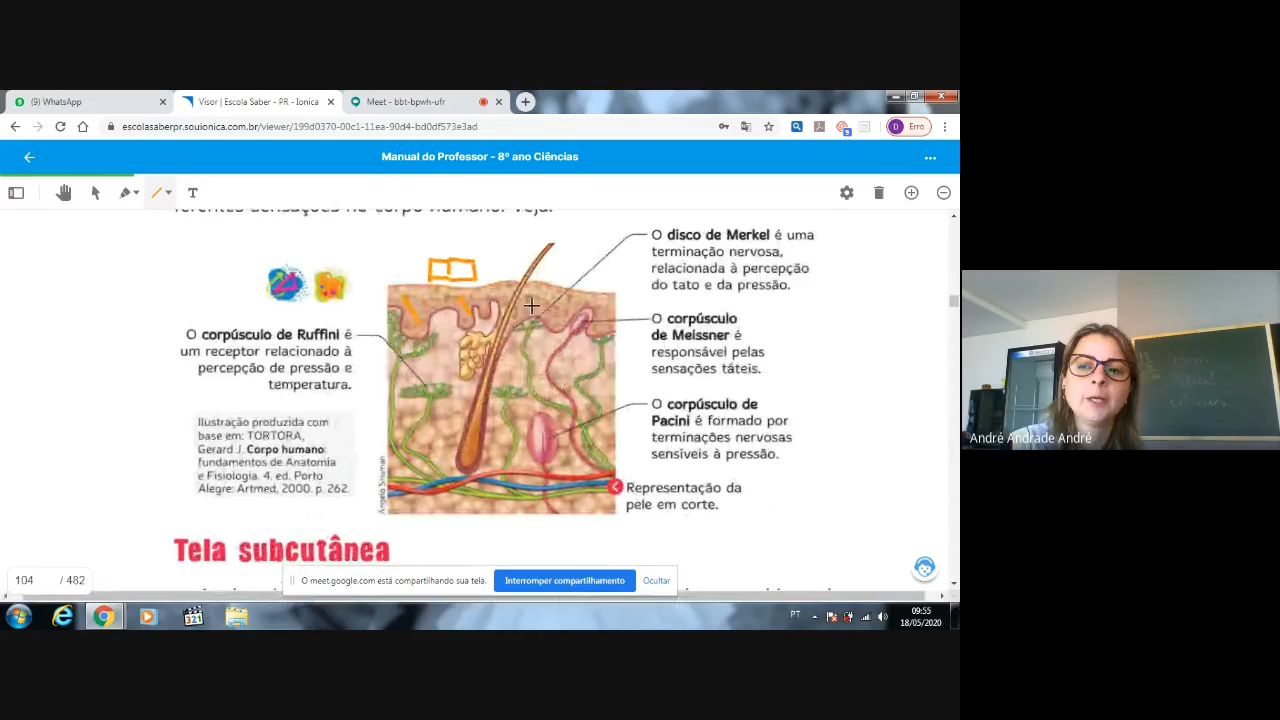 (9) WhatsApp
Visor | Escola Saber - PR - Ionica
Meet - bbt-bpwh-ufr
escolasaberpr.souionica.com.br/viewer/199d0370-00c1-11ea-90d4-bd0df573e3ad
D Erro
Manual do Professor - 8º ano Ciências
T
O disco de Merkel é uma
terminação nervosa,
relacionada à percepção
do tato e da pressão.
O corpúsculo
de Meissner é
responsável pelas
sensações táteis.
O corpúsculo de Ruffini é
um receptor relacionado à
percepção de pressão e
temperatura.
O corpúsculo de
Pacini é formado por
terminações nervosas
sensíveis à pressão.
Ilustração produzida com
base em: TORTORA,
Gerard J. Corpo humano:
fundamentos de Anatomia
e Fisiologia. 4. ed. Porto
Alegre: Artmed, 2000. p. 262.
Representação da
pele em corte.
Tela subcutânea
104 / 482
O meet.google.com está compartilhando sua tela.
Interromper compartilhamento
Ocultar
PT
09:55
18/05/2020
321
André Andrade André